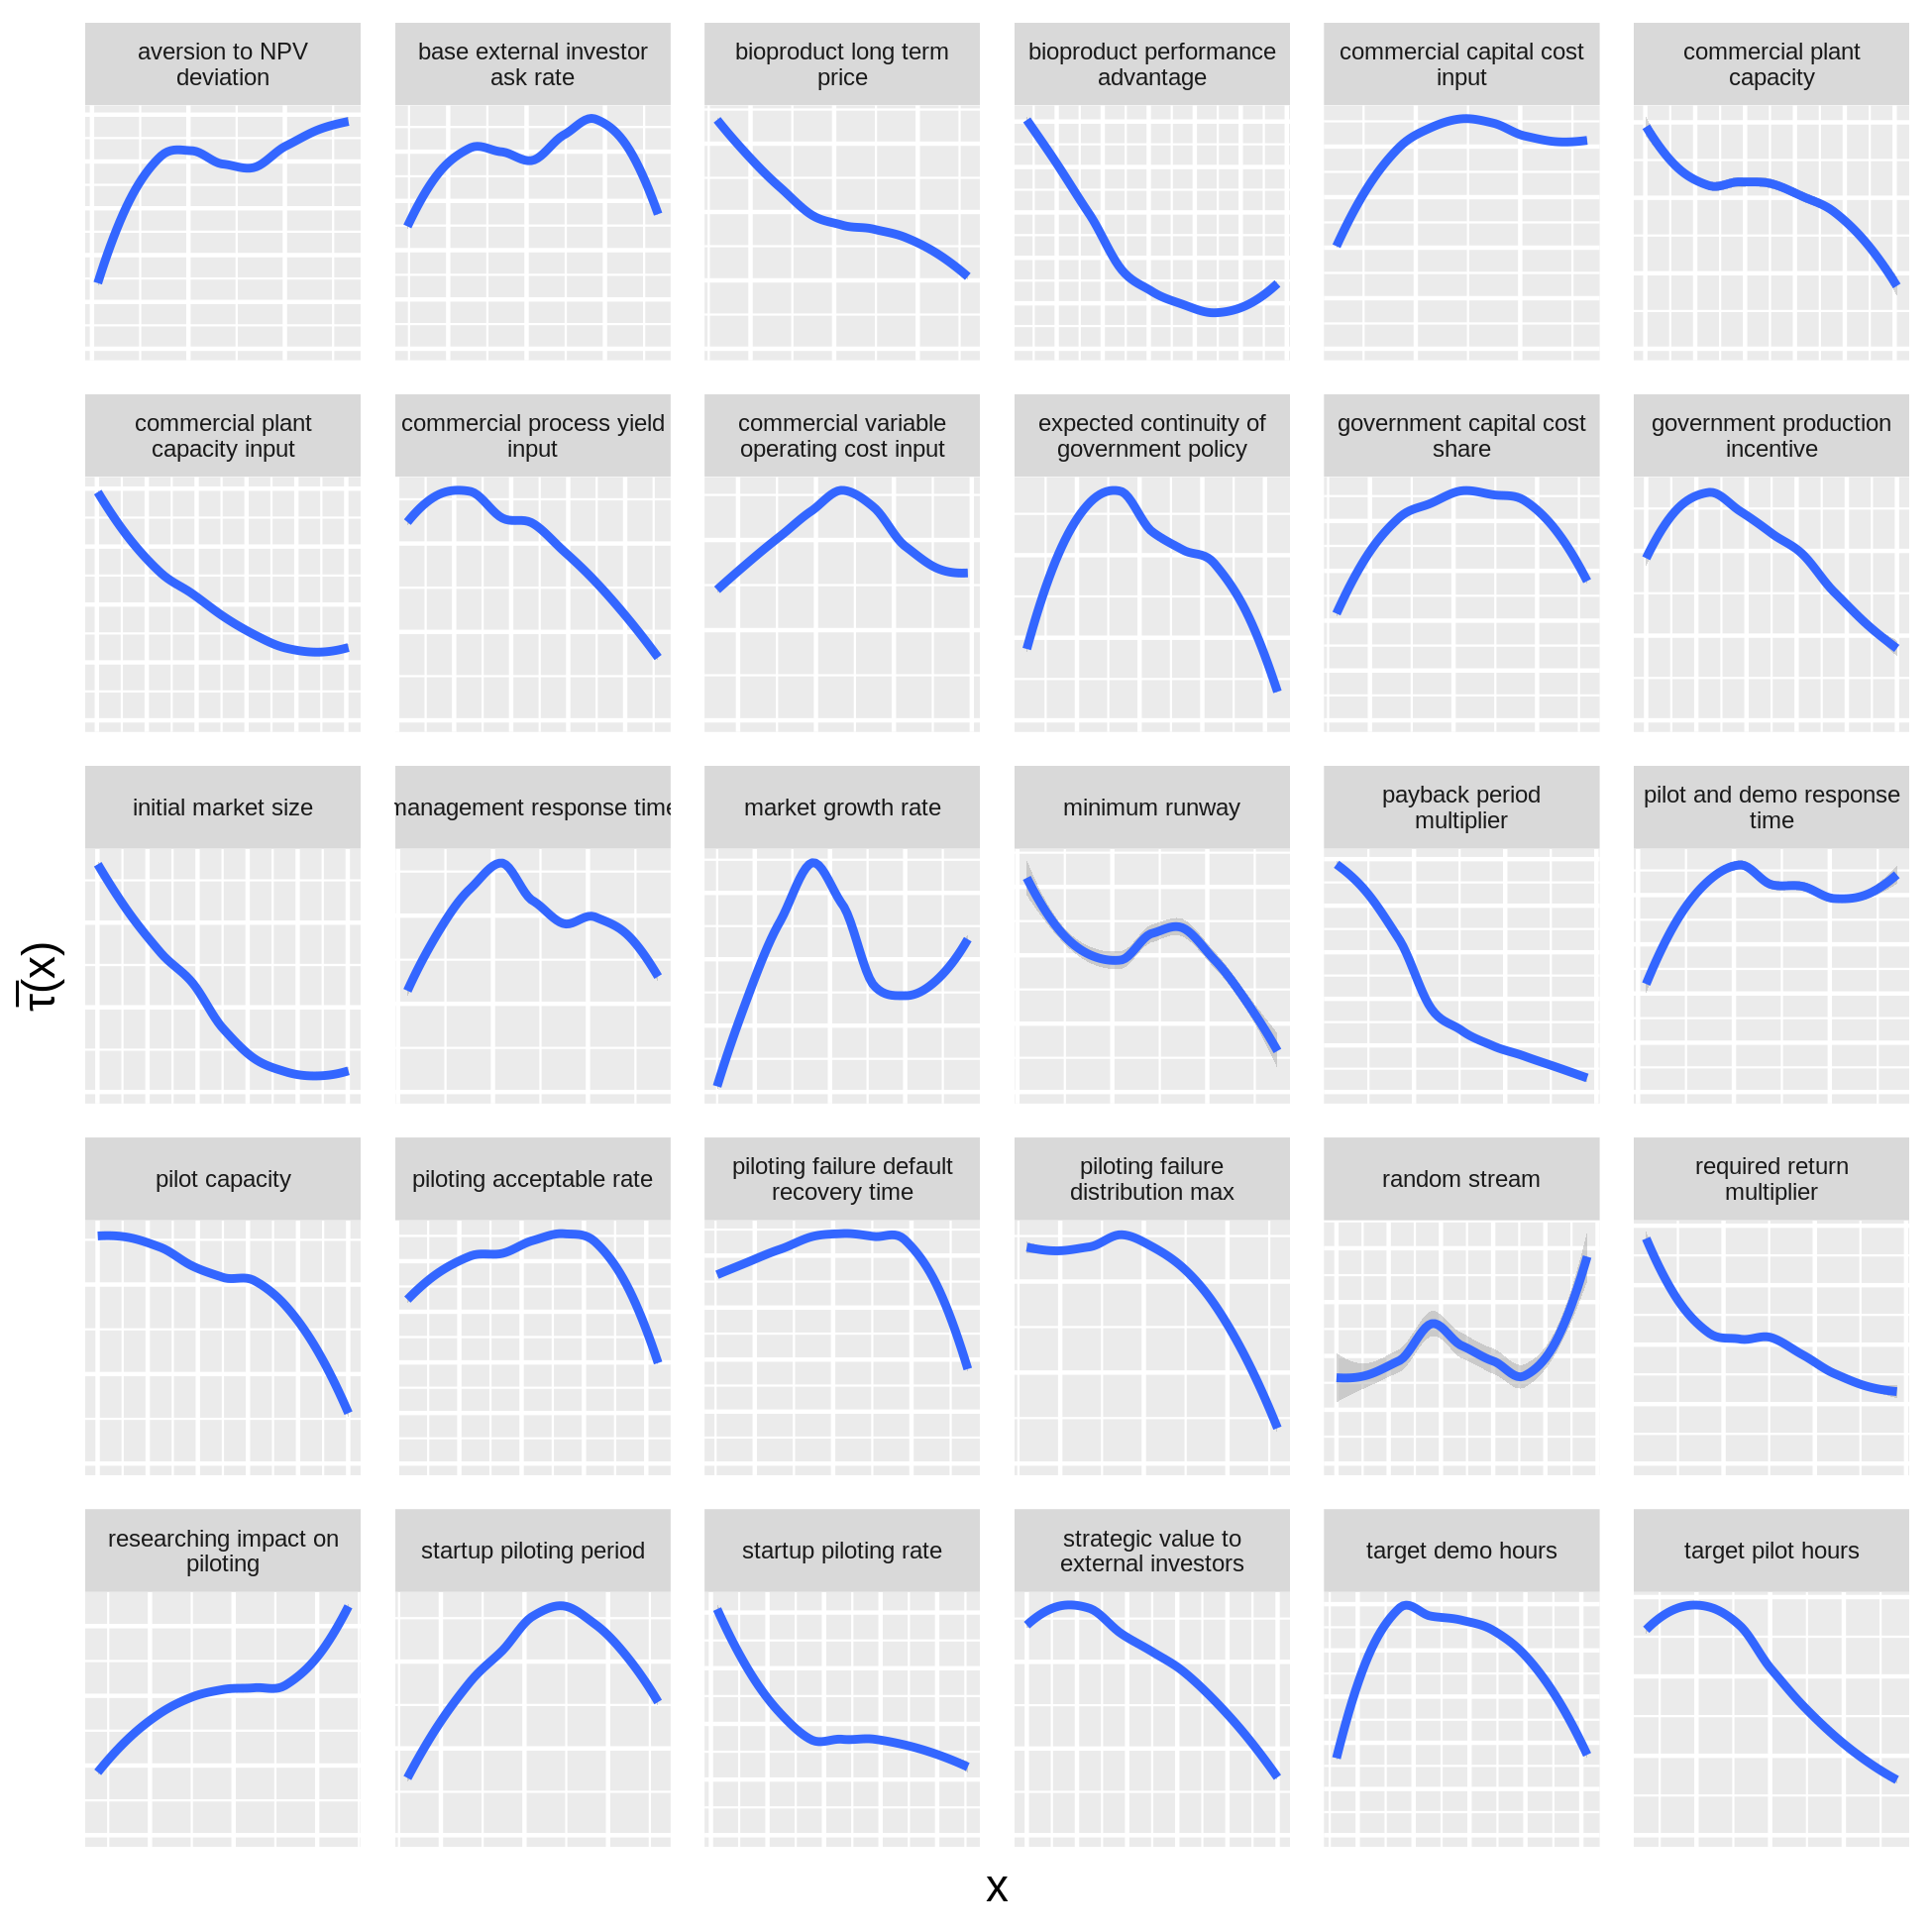 aversion to NPV
deviation
base external investor
ask rate
bioproduct long term
price
bioproduct performance
advantage
commercial capital cost
input
commercial plant
capacity
commercial plant
capacity input
commercial process yield
input
commercial variable
operating cost input
expected continuity of
government policy
government capital cost
share
government production
incentive
initial market size
management response time
market growth rate
minimum runway
payback period
multiplier
pilot and demo response
time
pilot capacity
piloting acceptable rate
piloting failure default
recovery time
piloting failure
distribution max
random stream
required return
multiplier
researching impact on
piloting
startup piloting period
startup piloting rate
strategic value to
external investors
target demo hours
target pilot hours
τ̅(x)
x